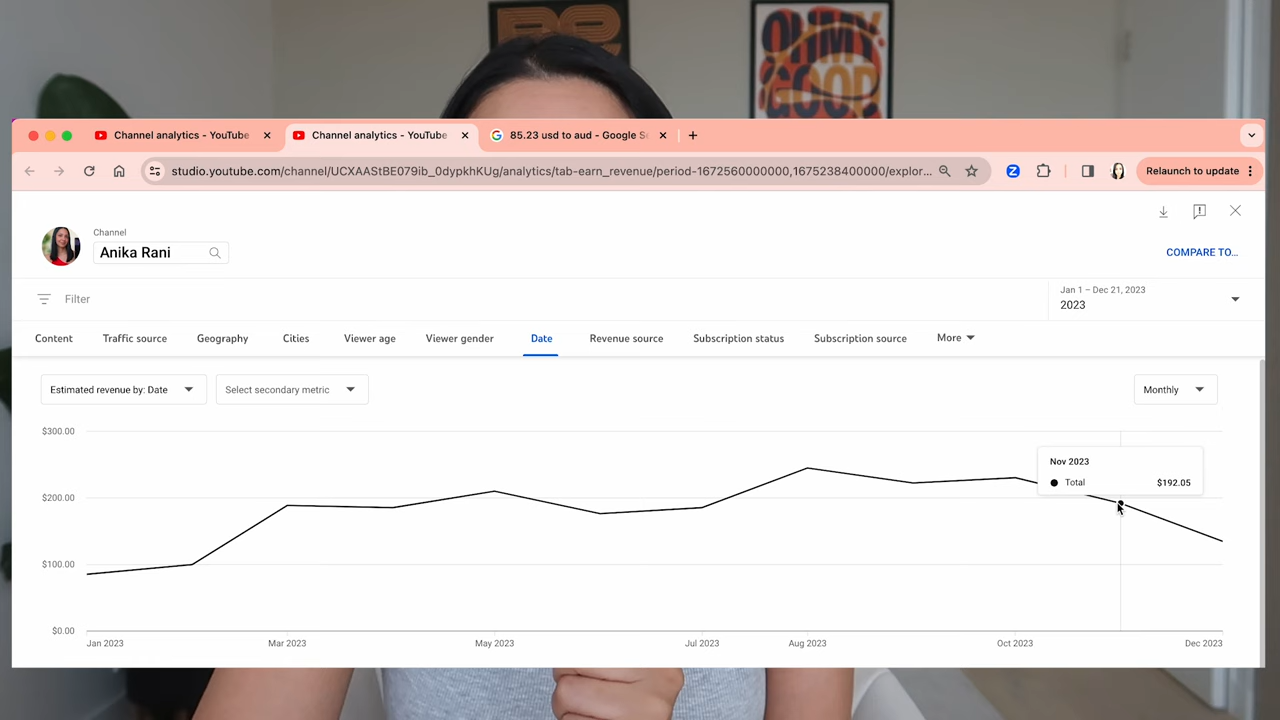 OH MY
GOOD
Channel analytics - YouTube
Channel analytics - YouTube
85.23 usd to aud - Google S
studio.youtube.com/channel/UCXAAStBE079ib_0dypkhKUg/analytics/tab-earn_revenue/period-1672560000000,1675238400000/explor...
Relaunch to update
Channel
Anika Rani
COMPARE TO...
Filter
Jan 1 – Dec 21, 2023
2023
Content
Traffic source
Geography
Cities
Viewer age
Viewer gender
Date
Revenue source
Subscription status
Subscription source
More
Estimated revenue by: Date
Select secondary metric
Monthly
$300.00
Nov 2023
Total
$192.05
$200.00
$100.00
$0.00
Jan 2023
Mar 2023
May 2023
Jul 2023
Aug 2023
Oct 2023
Dec 2023